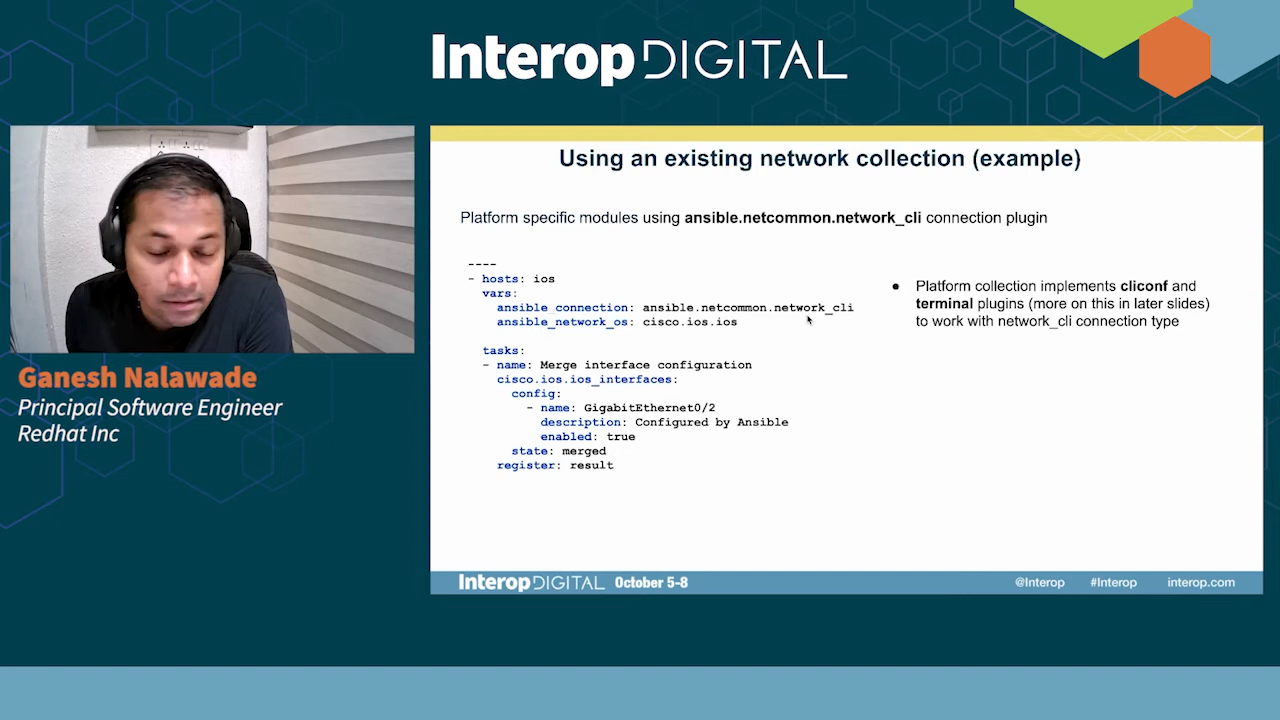 Interop DIGITAL
Using an existing network collection (example)
Platform specific modules using ansible.netcommon.network_cli connection plugin
----
- hosts: ios
vars:
ansible_connection: ansible.netcommon.network_cli
ansible_network_os: cisco.ios.ios
tasks:
- name: Merge interface configuration
cisco.ios.ios_interfaces:
config:
- name: GigabitEthernet0/2
description: Configured by Ansible
enabled: true
state: merged
register: result
● Platform collection implements cliconf and
terminal plugins (more on this in later slides)
to work with network_cli connection type
Ganesh Nalawade
Principal Software Engineer
Redhat Inc
Interop DIGITAL October 5-8
@Interop #Interop interop.com